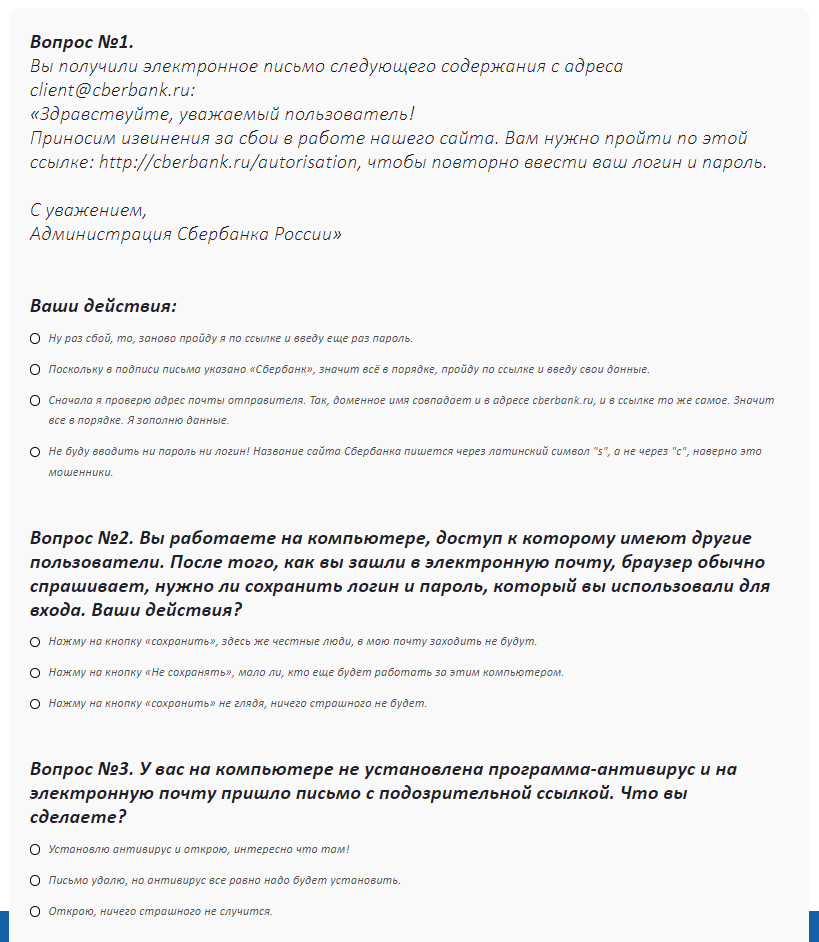 Вопрос №1.
Вы получили электронное письмо следующего содержания с адреса
client@cberbank.ru:
«Здравствуйте, уважаемый пользователь!
Приносим извинения за сбои в работе нашего сайта. Вам нужно пройти по этой
ссылке: http://cberbank.ru/autorisation, чтобы повторно ввести ваш логин и пароль.
С уважением,
Администрация Сбербанка России»
Ваши действия:
Ну раз сбой, то, заново пройду я по ссылке и введу еще раз пароль.
Поскольку в подписи письма указано «Сбербанк», значит всё в порядке, пройду по ссылке и введу свои данные.
Сначала я проверю адрес почты отправителя. Так, доменное имя совпадает и в адресе cberbank.ru, и в ссылке то же самое. Значит
все в порядке. Я заполню данные.
Не буду вводить ни пароль ни логин! Название сайта Сбербанка пишется через латинский символ "s", а не через "c", наверно это
мошенники.
Вопрос №2. Вы работаете на компьютере, доступ к которому имеют другие
пользователи. После того, как вы зашли в электронную почту, браузер обычно
спрашивает, нужно ли сохранить логин и пароль, который вы использовали для
входа. Ваши действия?
Нажму на кнопку «сохранить», здесь же честные люди, в мою почту заходить не будут.
Нажму на кнопку «Не сохранять», мало ли, кто еще будет работать за этим компьютером.
Нажму на кнопку «сохранить» не глядя, ничего страшного не будет.
Вопрос №3. У вас на компьютере не установлена программа-антивирус и на
электронную почту пришло письмо с подозрительной ссылкой. Что вы
сделаете?
Установлю антивирус и открою, интересно что там!
Письмо удалю, но антивирус все равно надо будет установить.
Открою, ничего страшного не случится.